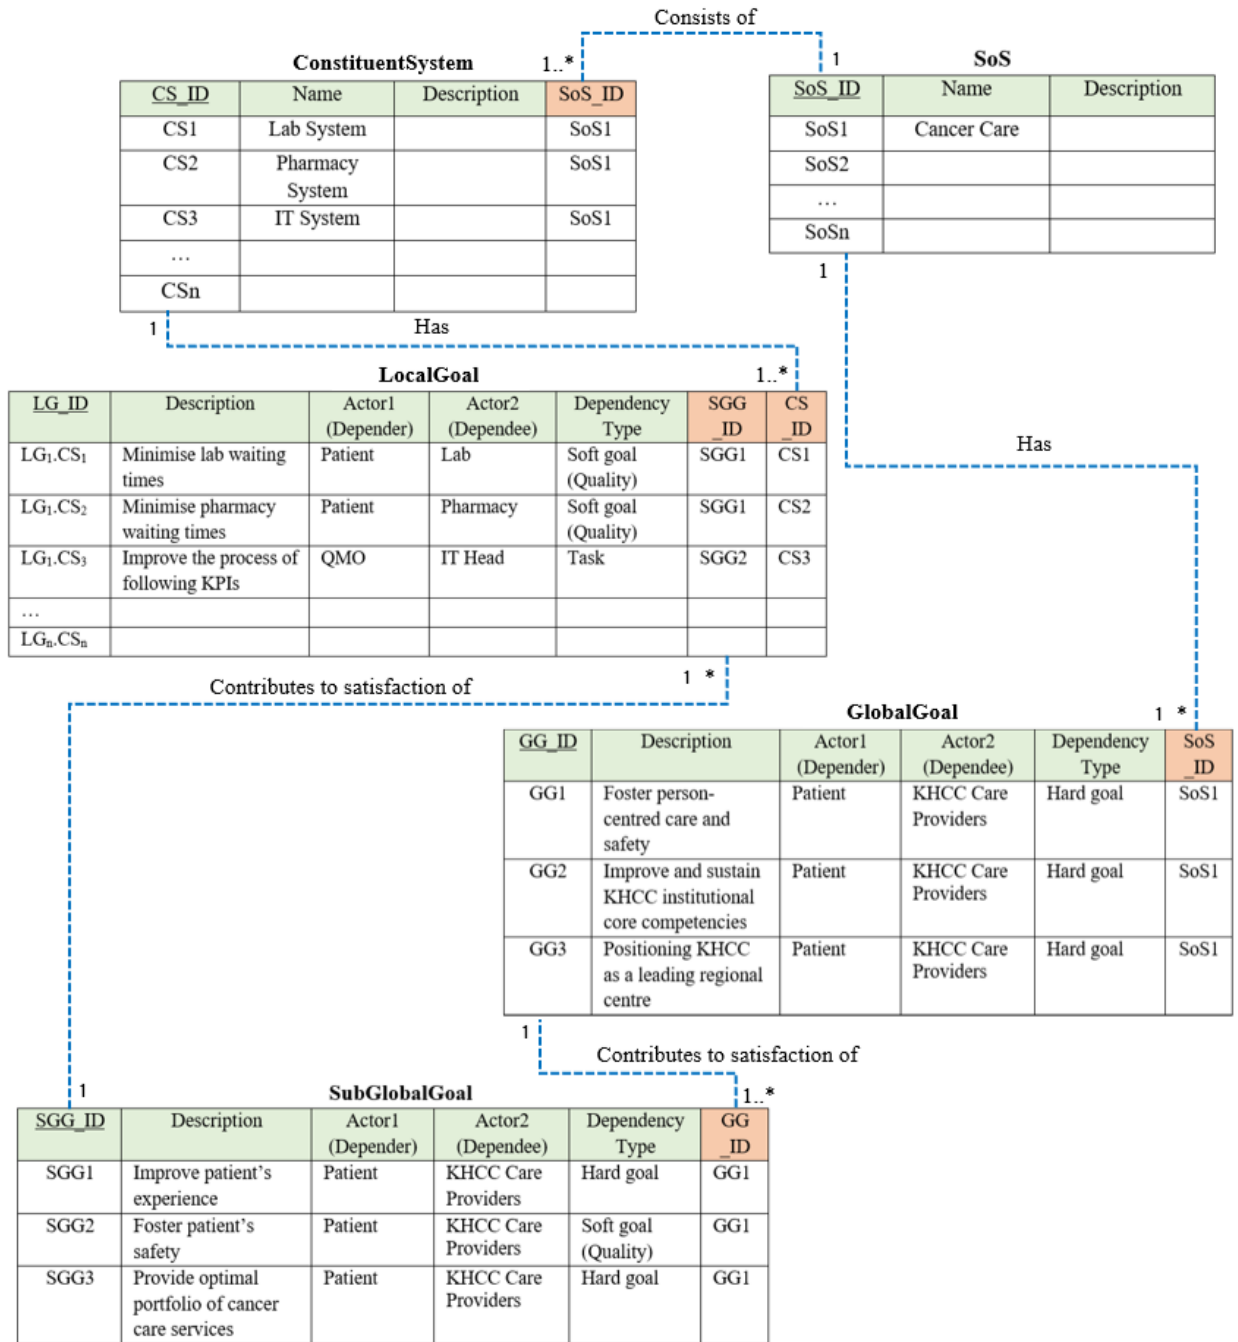 Consists of
ConstituentSystem 1..* 1 SoS
CS_ID Name Description SoS_ID
CS1 Lab System SoS1
CS2 Pharmacy SoS1
System
CS3 IT System SoS1
…
CSn
SoS_ID Name Description
SoS1 Cancer Care
SoS2
…
SoSn
1
1 Has
LocalGoal 1..*
LG_ID Description Actor1 Actor2 Dependency SGG CS
(Depender) (Dependee) Type _ID _ID
LG₁.CS₁ Minimise lab waiting Patient Lab Soft goal SGG1 CS1
times (Quality)
LG₁.CS₂ Minimise pharmacy Patient Pharmacy Soft goal SGG1 CS2
waiting times (Quality)
LG₁.CS₃ Improve the process of QMO IT Head Task SGG2 CS3
following KPIs
…
LGₙ.CSₙ
Has
1 *
Contributes to satisfaction of
GlobalGoal 1 *
GG_ID Description Actor1 Actor2 Dependency SoS
(Depender) (Dependee) Type _ID
GG1 Foster person- Patient KHCC Care Hard goal SoS1
centred care and Providers
safety
GG2 Improve and sustain Patient KHCC Care Hard goal SoS1
KHCC institutional Providers
core competencies
GG3 Positioning KHCC Patient KHCC Care Hard goal SoS1
as a leading regional Providers
centre
1
Contributes to satisfaction of
1 SubGlobalGoal 1..*
SGG_ID Description Actor1 Actor2 Dependency GG
(Depender) (Dependee) Type _ID
SGG1 Improve patient’s Patient KHCC Care Hard goal GG1
experience Providers
SGG2 Foster patient’s Patient KHCC Care Soft goal GG1
safety Providers (Quality)
SGG3 Provide optimal Patient KHCC Care Hard goal GG1
portfolio of cancer Providers
care services